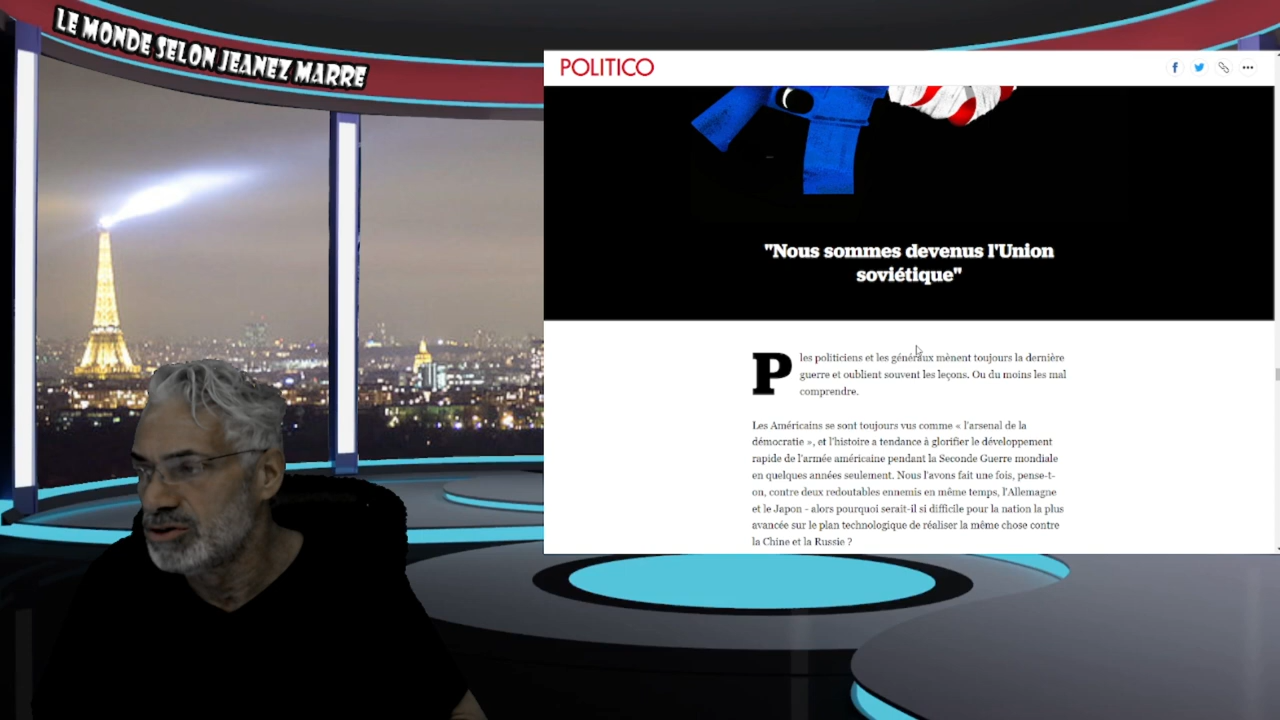 LE MONDE SELON JEANEZ MARRE
POLITICO
"Nous sommes devenus l'Union
soviétique"
P les politiciens et les généraux mènent toujours la dernière
guerre et oublient souvent les leçons. Ou du moins les mal
comprendre.
Les Américains se sont toujours vus comme « l'arsenal de la
démocratie », et l'histoire a tendance à glorifier le développement
rapide de l'armée américaine pendant la Seconde Guerre mondiale
en quelques années seulement. Nous l'avons fait une fois, pense-t-
on, contre deux redoutables ennemis en même temps, l'Allemagne
et le Japon - alors pourquoi serait-il si difficile pour la nation la plus
avancée sur le plan technologique de réaliser la même chose contre
la Chine et la Russie ?